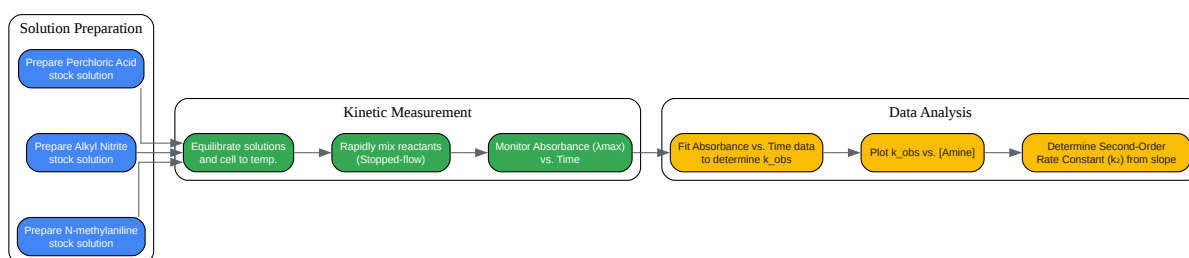 Solution Preparation
Prepare Perchloric Acid
stock solution
Prepare Alkyl Nitrite
stock solution
Prepare N-methylaniline
stock solution
Kinetic Measurement
Equilibrate solutions
and cell to temp.
Rapidly mix reactants
(Stopped-flow)
Monitor Absorbance (λmax)
vs. Time
Data Analysis
Fit Absorbance vs. Time data
to determine k_obs
Plot k_obs vs. [Amine]
Determine Second-Order
Rate Constant (k₂) from slope